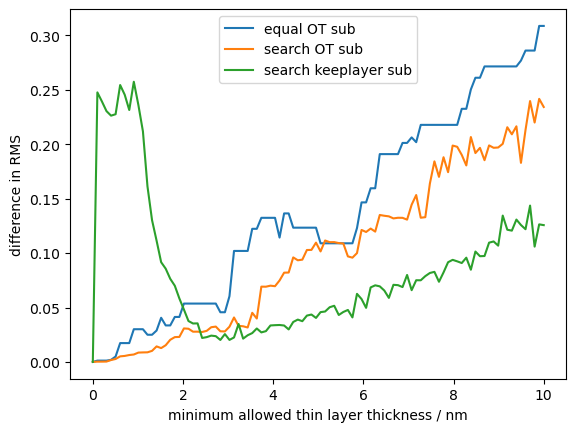 equal OT sub
search OT sub
search keeplayer sub
0.30
0.25
0.20
0.15
0.10
0.05
0.00
difference in RMS
0 2 4 6 8 10
minimum allowed thin layer thickness / nm